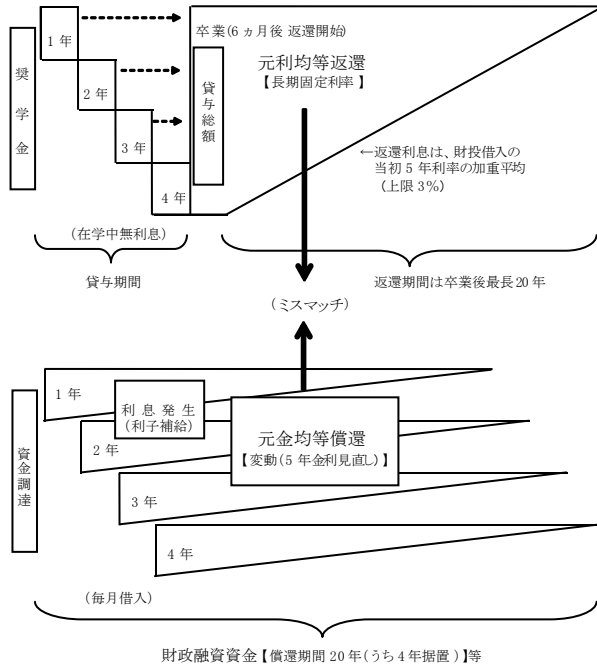 奨学金
1 年
2 年
3 年
4 年
貸与総額
卒業(6 ヵ月後 返還開始)
元利均等返還
【長期固定利率】
←返還利息は、財投借入の
当初 5 年利率の加重平均
(上限 3%)
(在学中無利息)
貸与期間
返還期間は卒業後最長 20 年
(ミスマッチ)
資金調達
1 年
利 息 発 生
(利子補給)
2 年
元金均等償還
【変動(5 年金利見直し)】
3 年
4 年
(毎月借入)
財政融資資金【償還期間 20 年(うち 4 年据置)】等